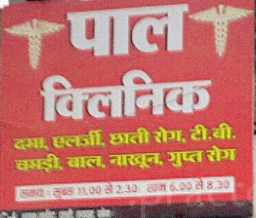 पाल
क्लिनिक
दमा, एलर्जी, छाती रोग, टी.बी.
चमड़ी, बाल, नाखून, गुप्त रोग
समय: सुबह 11.00 से 2.30 शाम 6.00 से 8.30